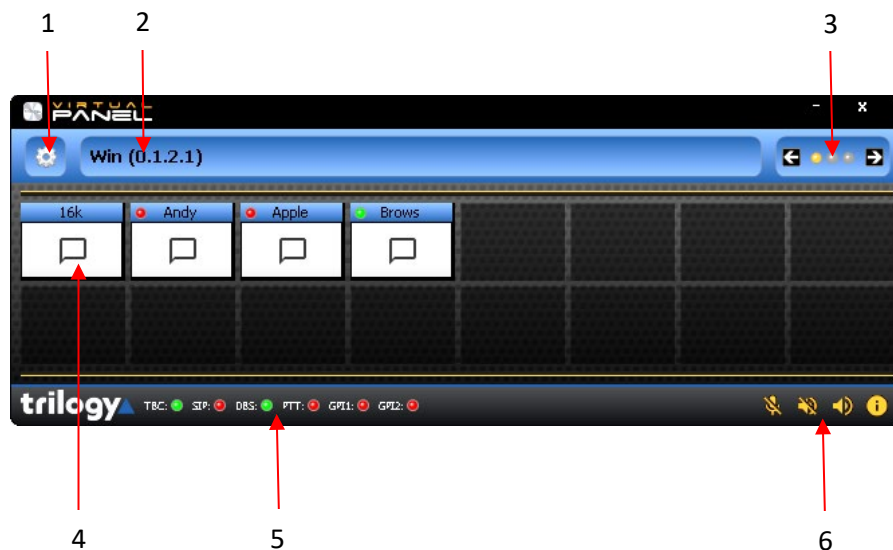 1 2 3
VIRTUAL
PANEL
- x
Win (0.1.2.1)
16k Andy Apple Brows
trilogy TBC: SIP: DBS: PTT: GPI1: GPI2:
4 5 6